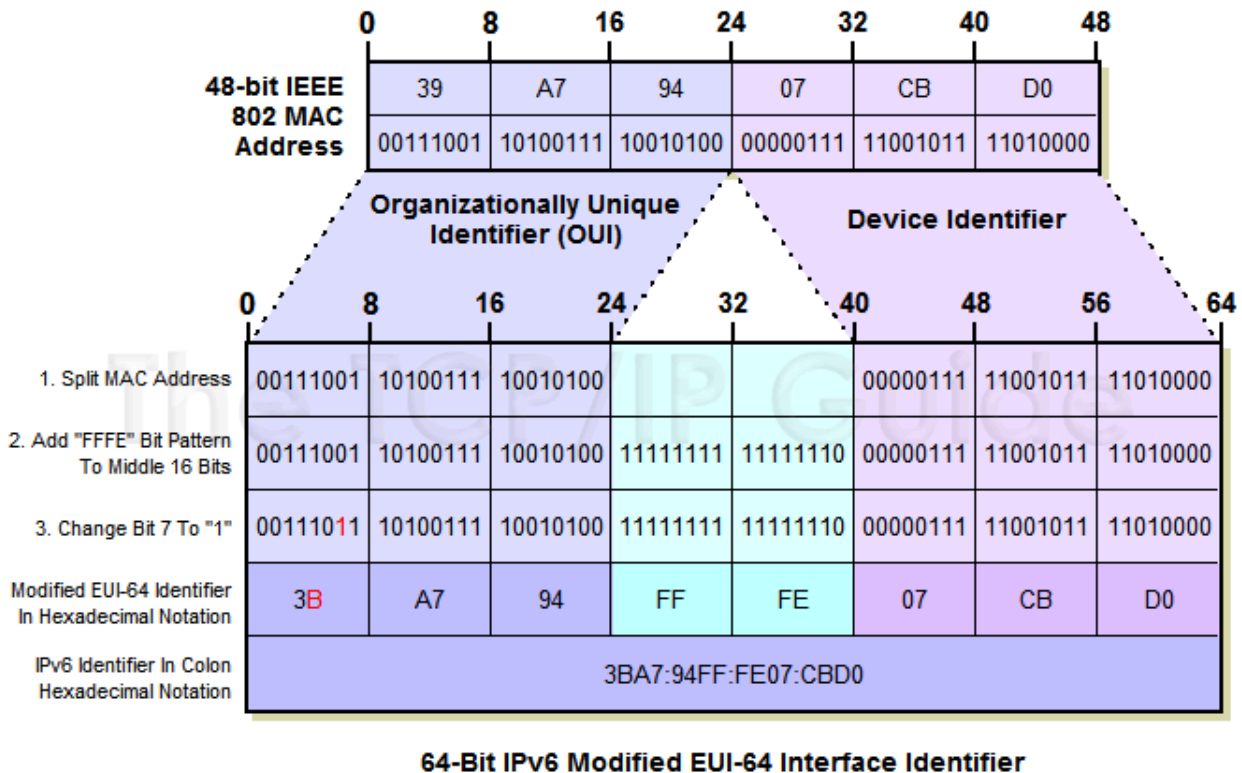 0 8 16 24 32 40 48
48-bit IEEE
802 MAC
Address
39 A7 94 07 CB D0
00111001 10100111 10010100 00000111 11001011 11010000
Organizationally Unique
Identifier (OUI)
Device Identifier
0 8 16 24 32 40 48 56 64
The TCP/IP Guide
1. Split MAC Address 00111001 10100111 10010100 00000111 11001011 11010000
2. Add "FFFE" Bit Pattern
To Middle 16 Bits
00111001 10100111 10010100 11111111 11111110 00000111 11001011 11010000
3. Change Bit 7 To "1" 00111011 10100111 10010100 11111111 11111110 00000111 11001011 11010000
Modified EUI-64 Identifier
In Hexadecimal Notation
3B A7 94 FF FE 07 CB D0
IPv6 Identifier In Colon
Hexadecimal Notation
3BA7:94FF:FE07:CBD0
64-Bit IPv6 Modified EUI-64 Interface Identifier